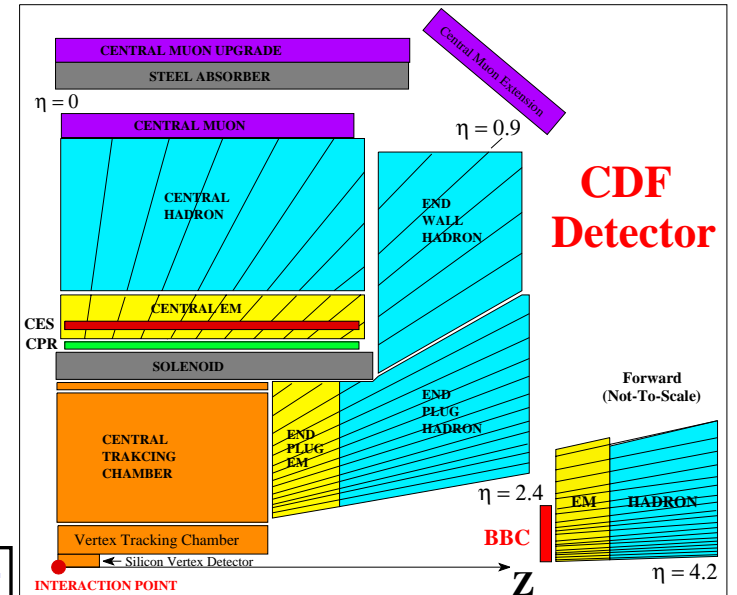 CENTRAL MUON UPGRADE
STEEL ABSORBER
Central Muon Extension
η = 0
CENTRAL MUON
η = 0.9
CENTRAL
HADRON
END
WALL
HADRON
CDF
Detector
CENTRAL EM
CES
CPR
SOLENOID
Forward
(Not-To-Scale)
END
PLUG
HADRON
END
PLUG
EM
CENTRAL
TRAKCING
CHAMBER
η = 2.4
EM
HADRON
BBC
Vertex Tracking Chamber
Silicon Vertex Detector
INTERACTION POINT
Z
η = 4.2